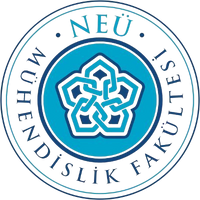 • NEÜ •
MÜHENDİSLİK FAKÜLTESİ